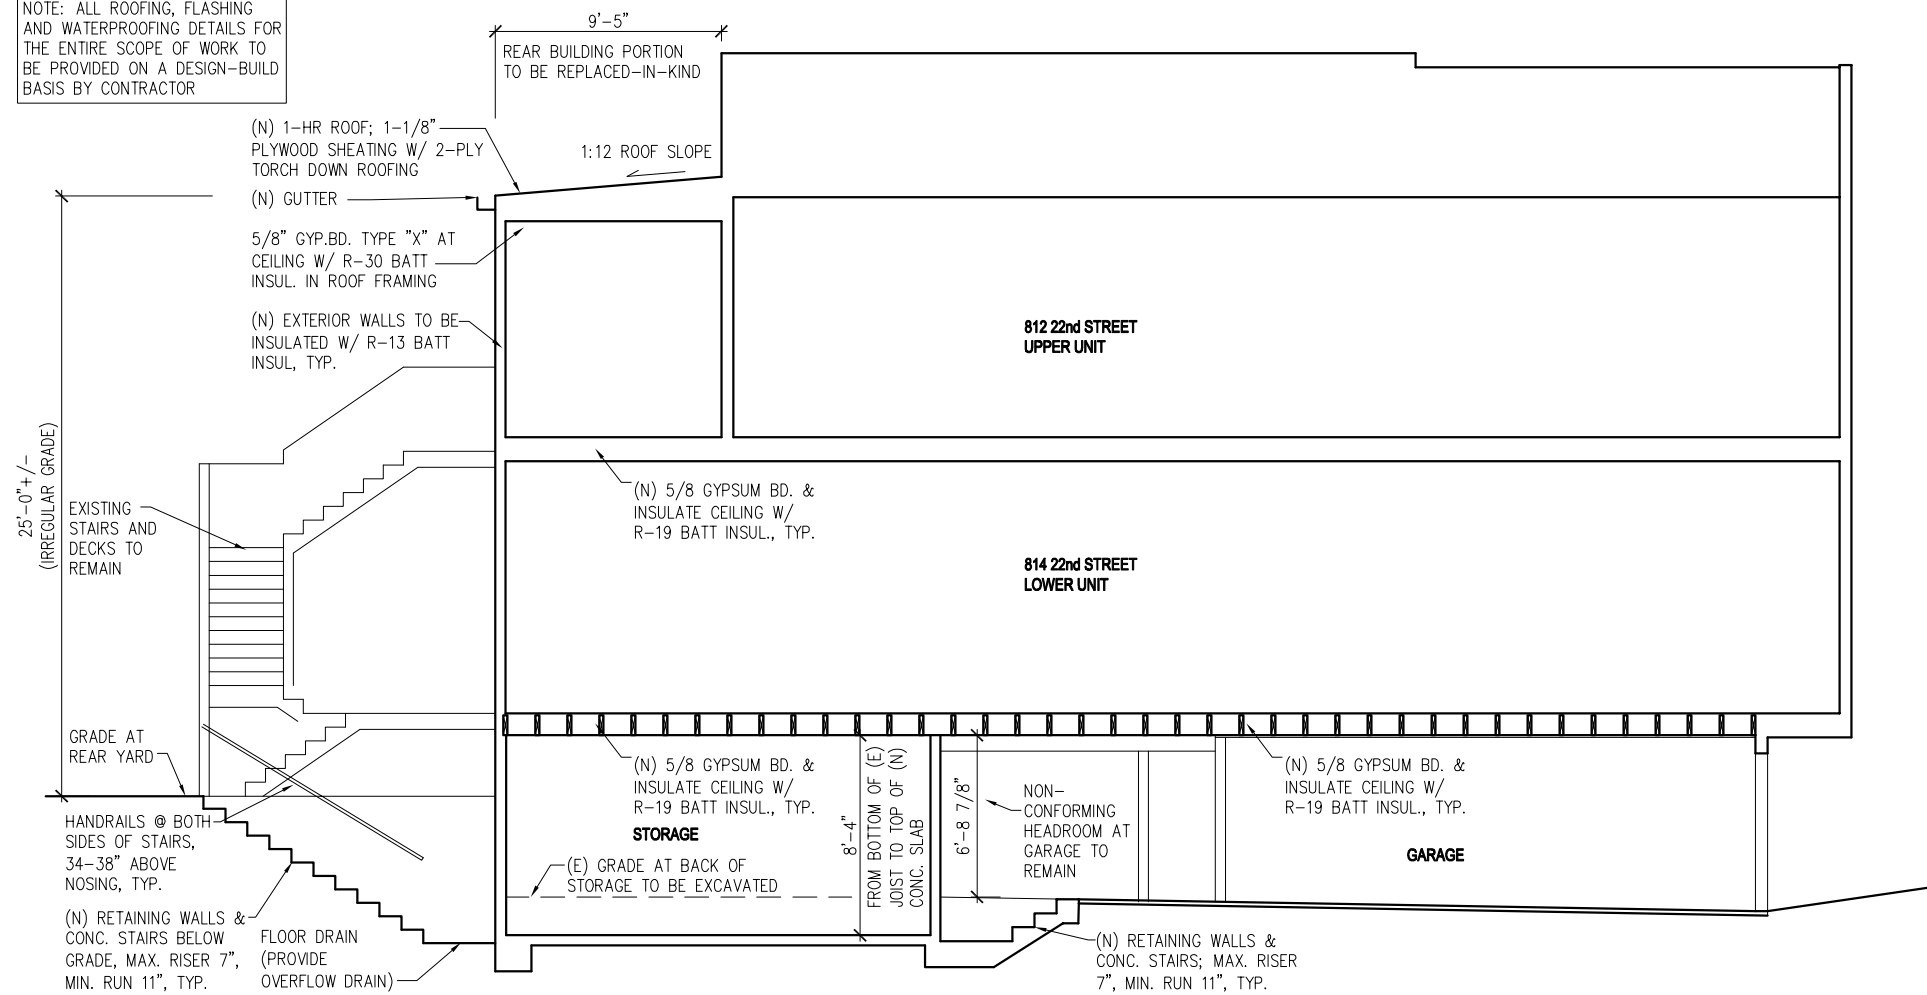 NOTE: ALL ROOFING, FLASHING
AND WATERPROOFING DETAILS FOR
THE ENTIRE SCOPE OF WORK TO
BE PROVIDED ON A DESIGN-BUILD
BASIS BY CONTRACTOR
9'-5"
REAR BUILDING PORTION
TO BE REPLACED-IN-KIND
(N) 1-HR ROOF; 1-1/8"
PLYWOOD SHEATING W/ 2-PLY
TORCH DOWN ROOFING
1:12 ROOF SLOPE
(N) GUTTER
5/8" GYP.BD. TYPE "X" AT
CEILING W/ R-30 BATT
INSUL. IN ROOF FRAMING
(N) EXTERIOR WALLS TO BE
INSULATED W/ R-13 BATT
INSUL, TYP.
812 22nd STREET
UPPER UNIT
25'-0"+/-
(IRREGULAR GRADE)
EXISTING
STAIRS AND
DECKS TO
REMAIN
(N) 5/8 GYPSUM BD. &
INSULATE CEILING W/
R-19 BATT INSUL., TYP.
814 22nd STREET
LOWER UNIT
GRADE AT
REAR YARD
(N) 5/8 GYPSUM BD. &
INSULATE CEILING W/
R-19 BATT INSUL., TYP.
STORAGE
8'-4"
FROM BOTTOM OF (E)
JOIST TO TOP OF (N)
CONC. SLAB
6'-8 7/8"
NON-
CONFORMING
HEADROOM AT
GARAGE TO
REMAIN
(N) 5/8 GYPSUM BD. &
INSULATE CEILING W/
R-19 BATT INSUL., TYP.
GARAGE
HANDRAILS @ BOTH
SIDES OF STAIRS,
34-38" ABOVE
NOSING, TYP.
(E) GRADE AT BACK OF
STORAGE TO BE EXCAVATED
(N) RETAINING WALLS &
CONC. STAIRS BELOW
GRADE, MAX. RISER 7",
MIN. RUN 11", TYP.
FLOOR DRAIN
(PROVIDE
OVERFLOW DRAIN)
(N) RETAINING WALLS &
CONC. STAIRS; MAX. RISER
7", MIN. RUN 11", TYP.